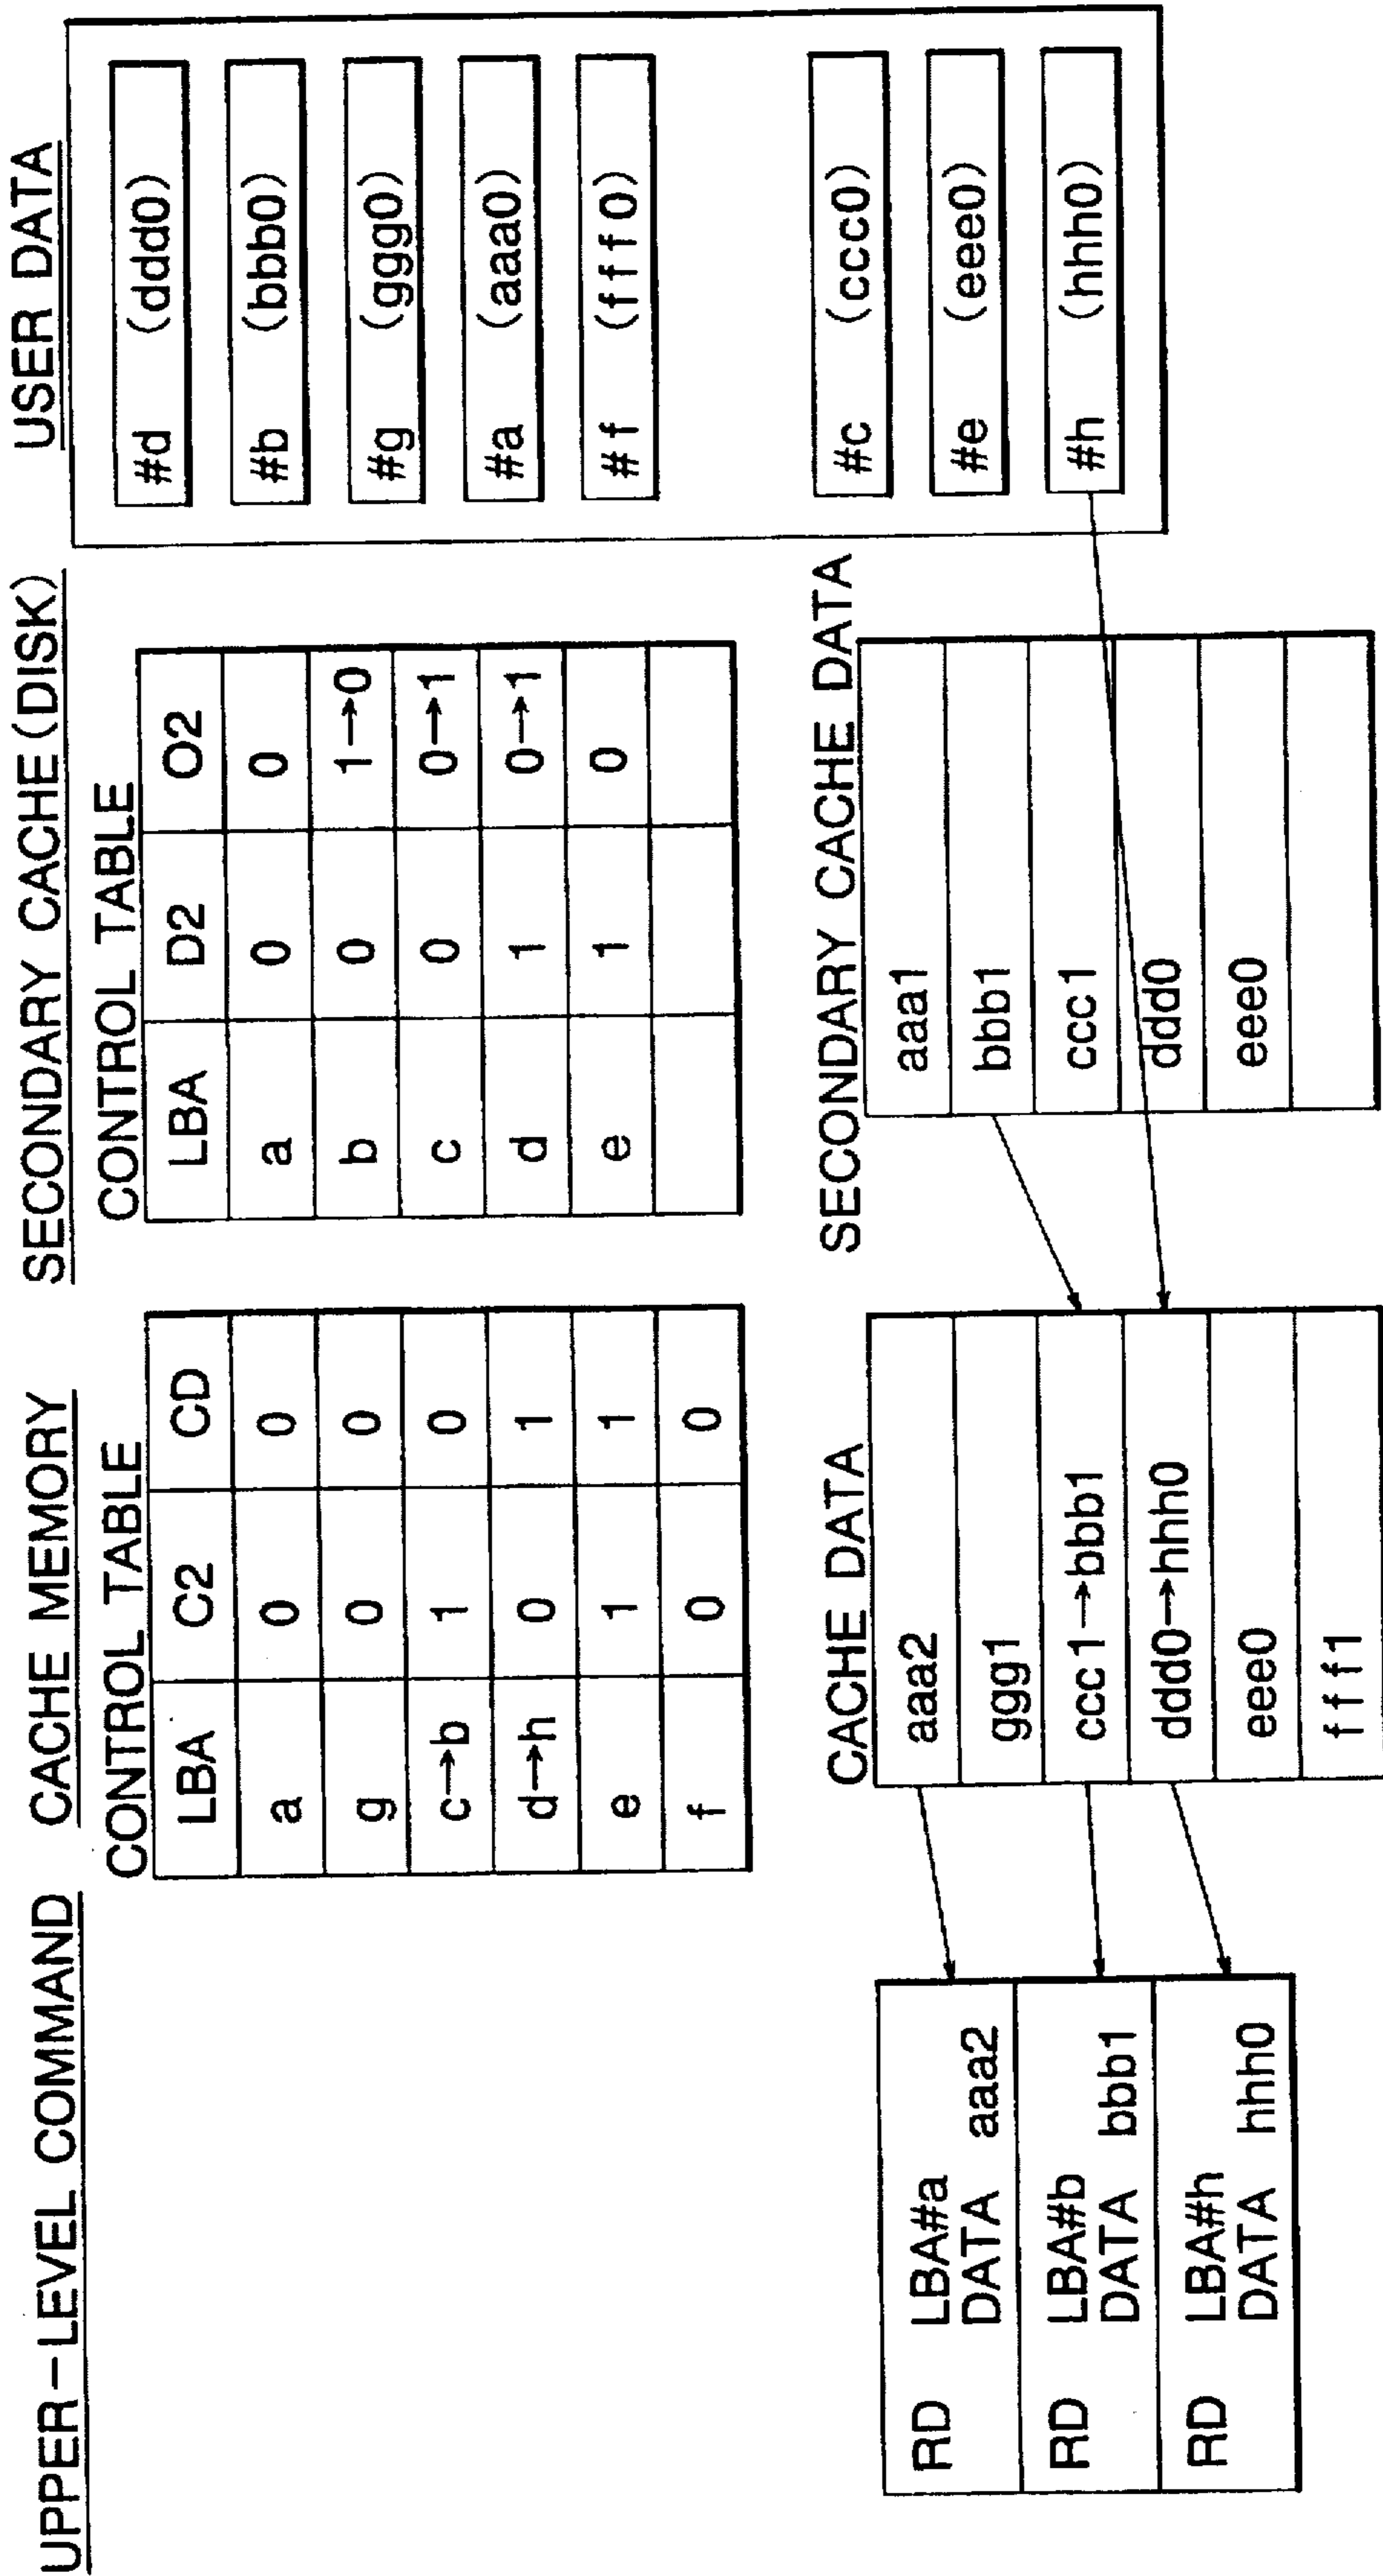 UPPER-LEVEL COMMAND
RD LBA#a
DATA aaa2
RD LBA#b
DATA bbb1
RD LBA#h
DATA hhh0
CACHE MEMORY
CONTROL TABLE
LBA C2 CD
a 0 0
g 0 0
c→b 1 0
d→h 0 1
e 1 1
f 0 0
CACHE DATA
aaa2
ggg1
ccc1→bbb1
ddd0→hhh0
eee0
fff1
SECONDARY CACHE(DISK)
CONTROL TABLE
LBA D2 O2
a 0 0
b 0 1→0
c 0 0→1
d 1 0→1
e 1 0
SECONDARY CACHE DATA
aaa1
bbb1
ccc1
ddd0
eee0
USER DATA
#d (ddd0)
#b (bbb0)
#g (ggg0)
#a (aaa0)
#f (fff0)
#c (ccc0)
#e (eee0)
#h (hhh0)